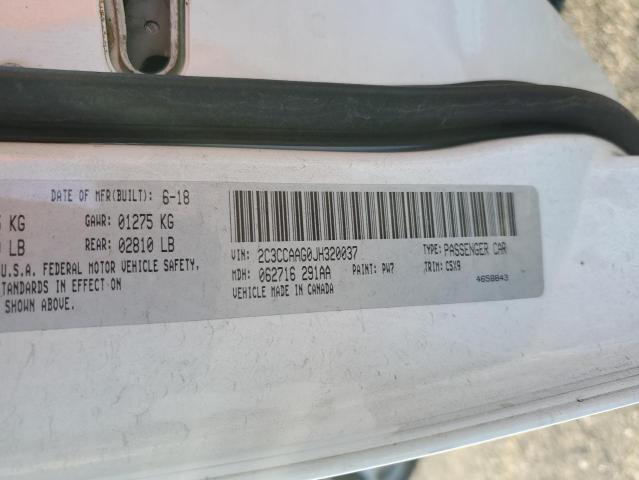 DATE OF MFR(BUILT): 6-18
KG GAWR: 01275 KG
LB REAR: 02810 LB
U.S.A. FEDERAL MOTOR VEHICLE SAFETY,
STANDARDS IN EFFECT ON
SHOWN ABOVE.
VIN: 2C3CCAAG0JH320037 TYPE: PASSENGER CAR
MDH: 062716 291AA PAINT: PW7 TRIM: CSX9
VEHICLE MADE IN CANADA 4658843